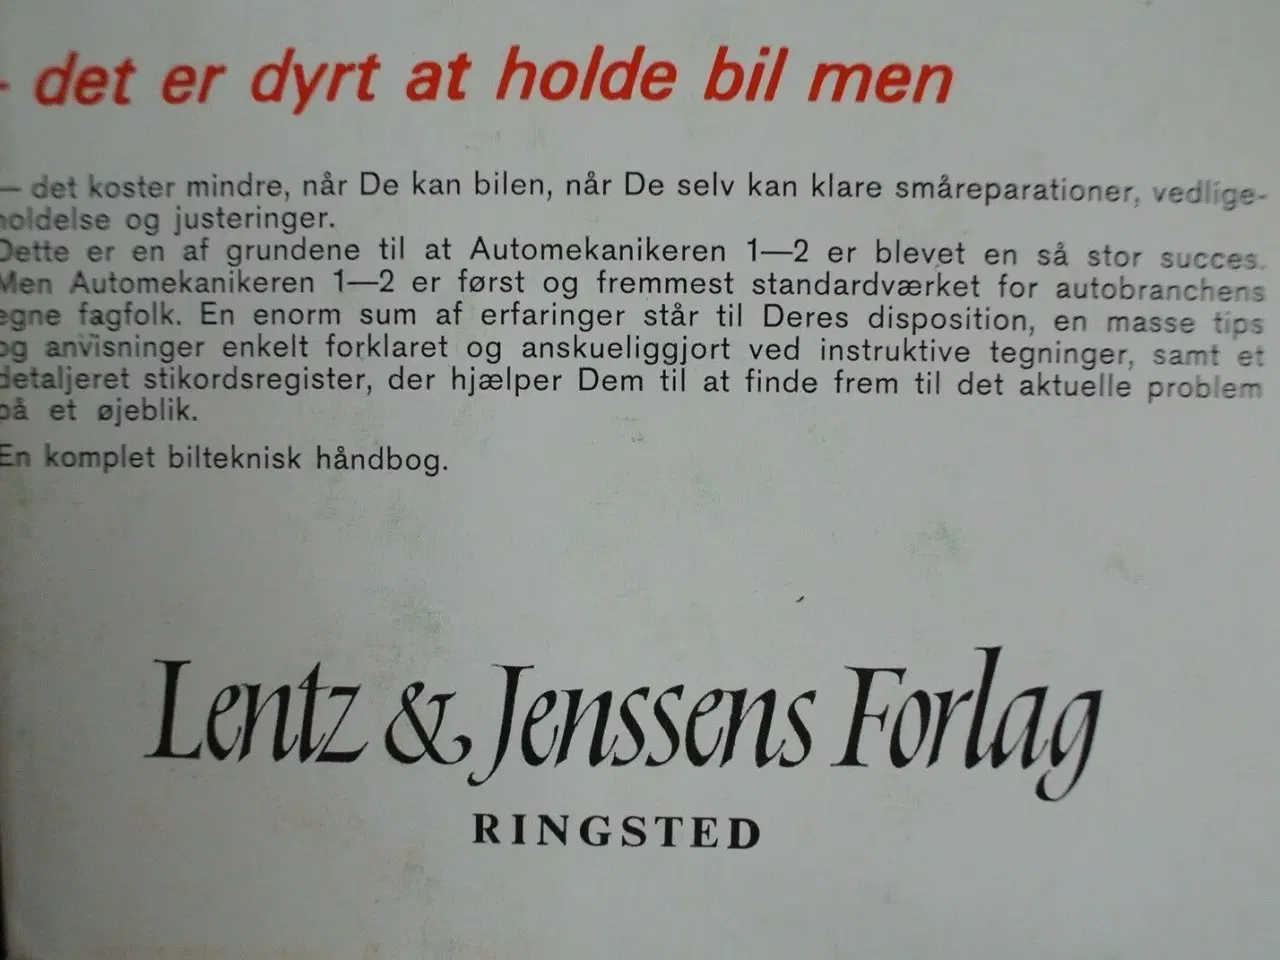 - det er dyrt at holde bil men
— det koster mindre, når De kan bilen, når De selv kan klare småreparationer, vedlige-
holdelse og justeringer.
Dette er en af grundene til at Automekanikeren 1—2 er blevet en så stor succes.
Men Automekanikeren 1—2 er først og fremmest standardværket for autobranchens
egne fagfolk. En enorm sum af erfaringer står til Deres disposition, en masse tips
og anvisninger enkelt forklaret og anskueliggjort ved instruktive tegninger, samt et
detaljeret stikordsregister, der hjælper Dem til at finde frem til det aktuelle problem
på et øjeblik.
En komplet bilteknisk håndbog.
Lentz & Jenssens Forlag
RINGSTED